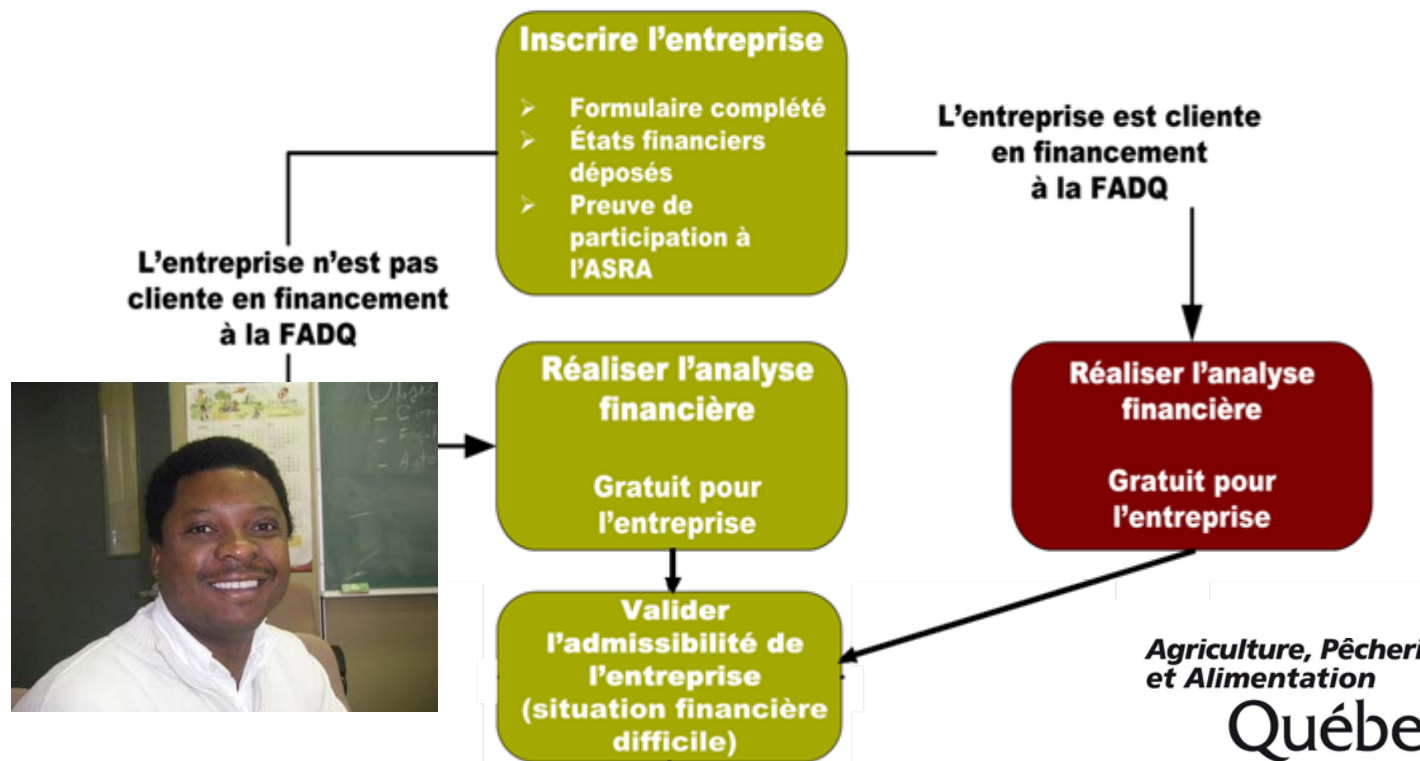 Inscrire l'entreprise
➢ Formulaire complété
➢ États financiers
déposés
➢ Preuve de
participation à
l'ASRA
L'entreprise est cliente
en financement
à la FADQ
L'entreprise n'est pas
cliente en financement
à la FADQ
Réaliser l'analyse
financière
Gratuit pour
l'entreprise
Réaliser l'analyse
financière
Gratuit pour
l'entreprise
Valider
l'admissibilité de
l'entreprise
(situation financière
difficile)
Agriculture, Pêcheri
et Alimentation
Québe